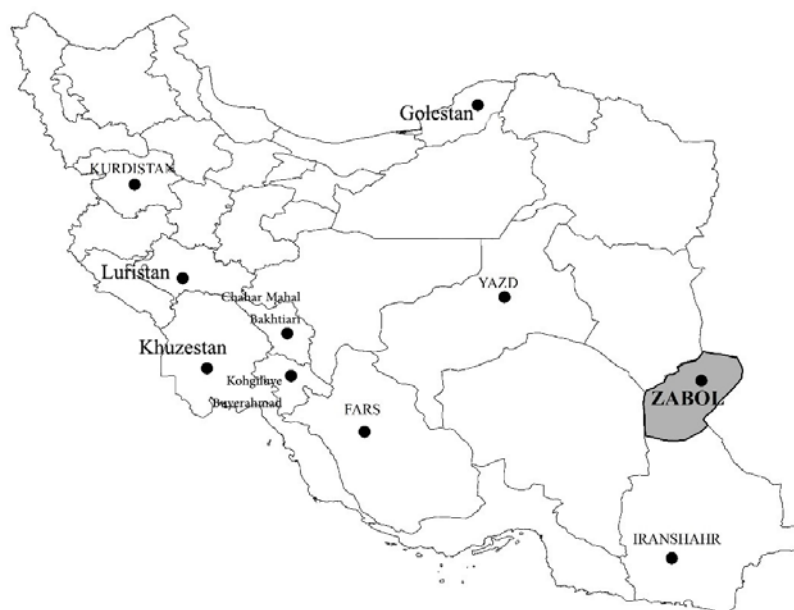 Golestan
KURDISTAN
Luristan
Chahar Mahal
Bakhtiari
YAZD
Khuzestan
Kohgiluye
Buyerahmad
FARS
ZABOL
IRANSHAHR